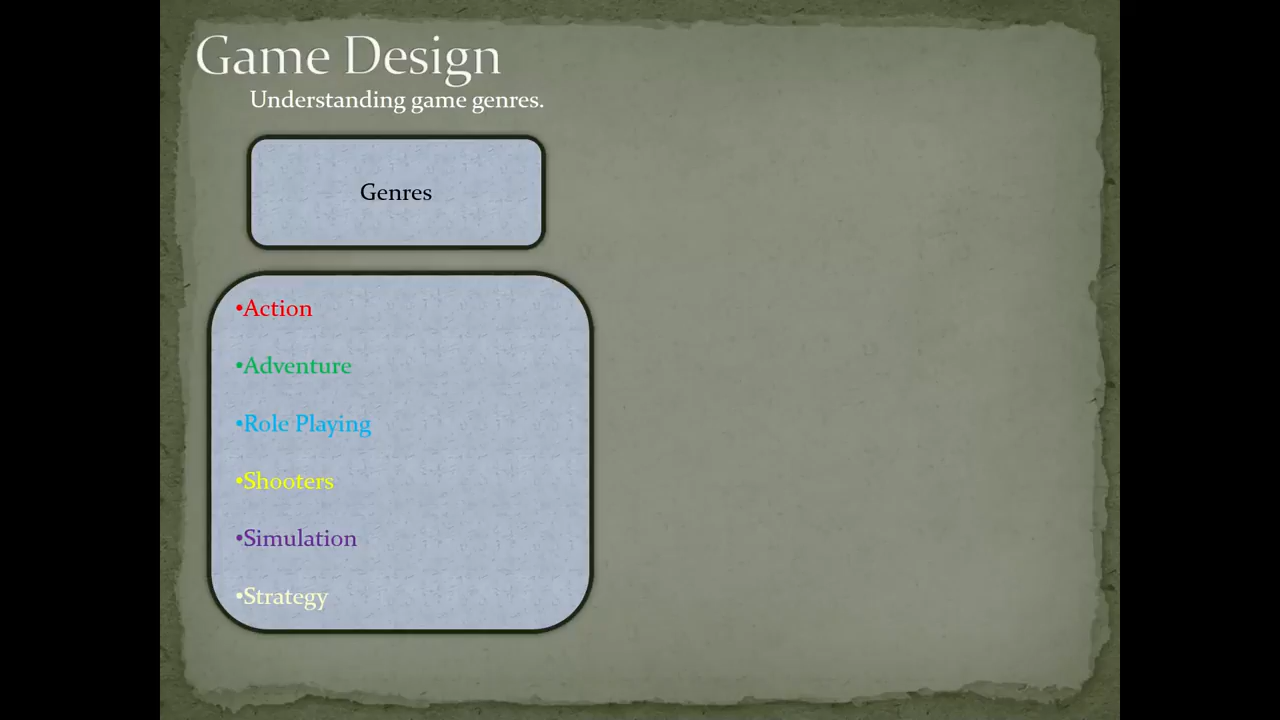 Game Design
Understanding game genres.
Genres
•Action
•Adventure
•Role Playing
•Shooters
•Simulation
•Strategy